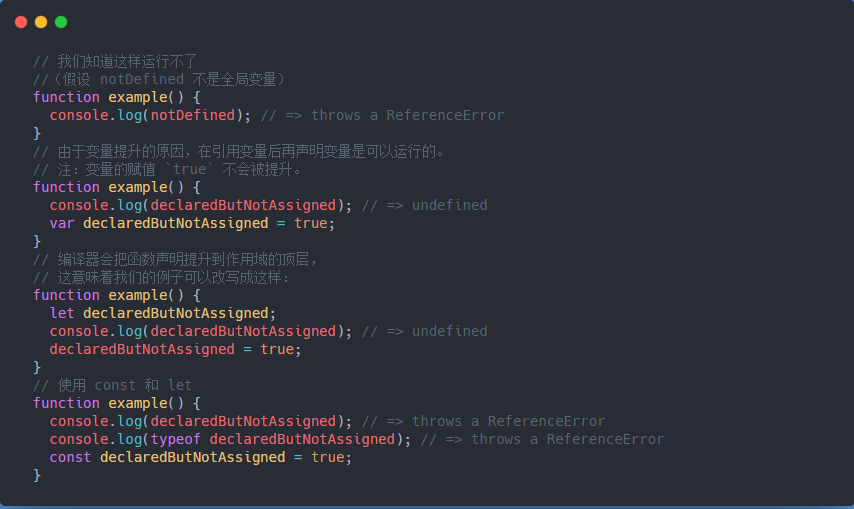 // 我们知道这样运行不了
//（假设 notDefined 不是全局变量）
function example() {
  console.log(notDefined); // => throws a ReferenceError
}
// 由于变量提升的原因，在引用变量后再声明变量是可以运行的。
// 注：变量的赋值 `true` 不会被提升。
function example() {
  console.log(declaredButNotAssigned); // => undefined
  var declaredButNotAssigned = true;
}
// 编译器会把函数声明提升到作用域的顶层，
// 这意味着我们的例子可以改写成这样：
function example() {
  let declaredButNotAssigned;
  console.log(declaredButNotAssigned); // => undefined
  declaredButNotAssigned = true;
}
// 使用 const 和 let
function example() {
  console.log(declaredButNotAssigned); // => throws a ReferenceError
  console.log(typeof declaredButNotAssigned); // => throws a ReferenceError
  const declaredButNotAssigned = true;
}